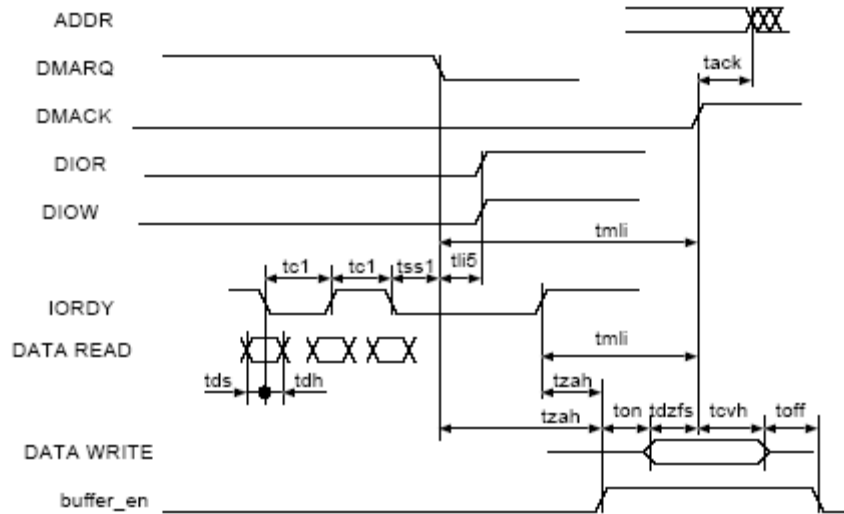 ADDR
DMARQ
tack
DMACK
DIOR
DIOW
tmli
tc1 tc1 tss1 tli5
IORDY
DATA READ
tmli
tds tdh
tzah
tzah ton tdzfs tcvh toff
DATA WRITE
buffer_en